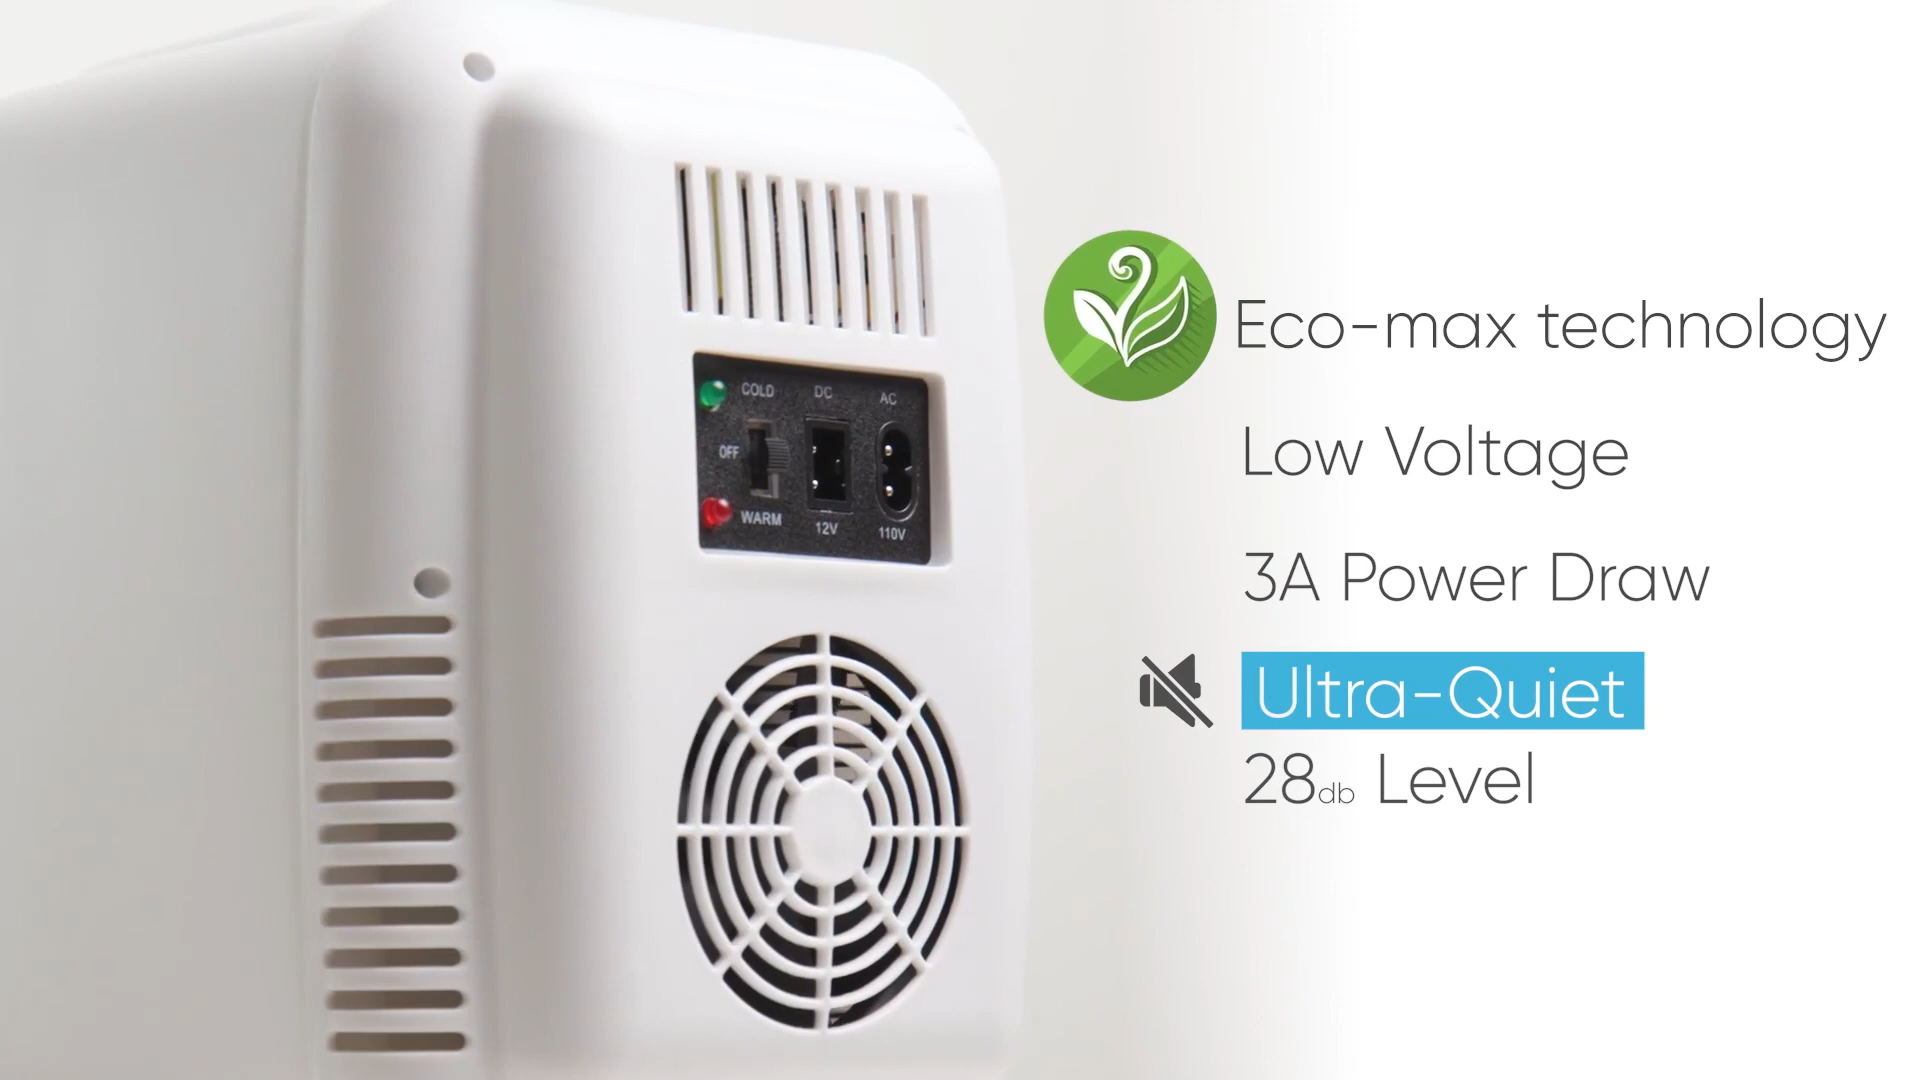 COLD DC AC
OFF
WARM 12V 110V
Eco-max technology
Low Voltage
3A Power Draw
Ultra-Quiet
28db Level